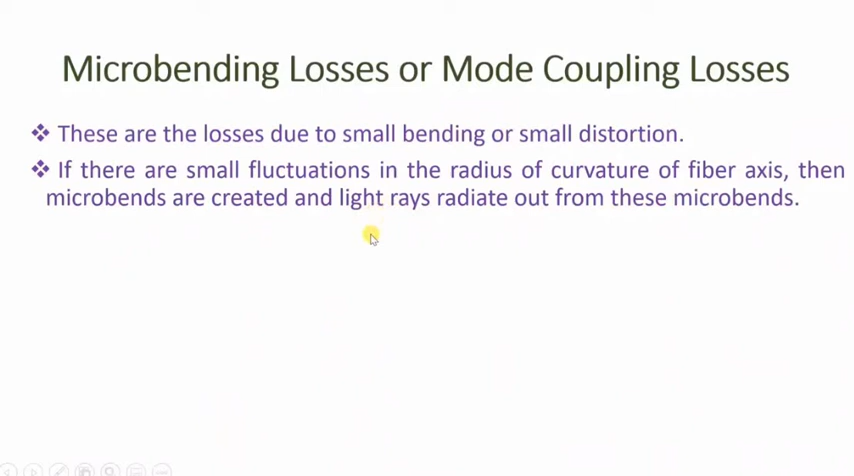 Microbending Losses or Mode Coupling Losses
❖ These are the losses due to small bending or small distortion.
❖ If there are small fluctuations in the radius of curvature of fiber axis, then
microbends are created and light rays radiate out from these microbends.